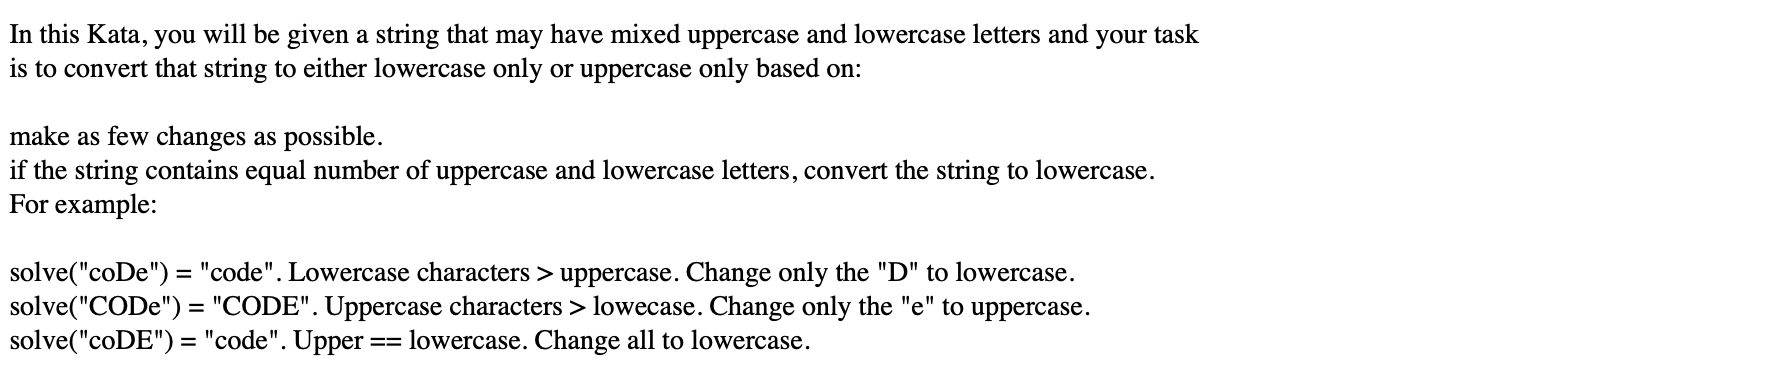 In this Kata, you will be given a string that may have mixed uppercase and lowercase letters and your task
is to convert that string to either lowercase only or uppercase only based on:
make as few changes as possible.
if the string contains equal number of uppercase and lowercase letters, convert the string to lowercase.
For example:
solve("coDe") = "code". Lowercase characters > uppercase. Change only the "D" to lowercase.
solve("CODe") = "CODE". Uppercase characters > lowecase. Change only the "e" to uppercase.
solve("coDE") = "code". Upper == lowercase. Change all to lowercase.